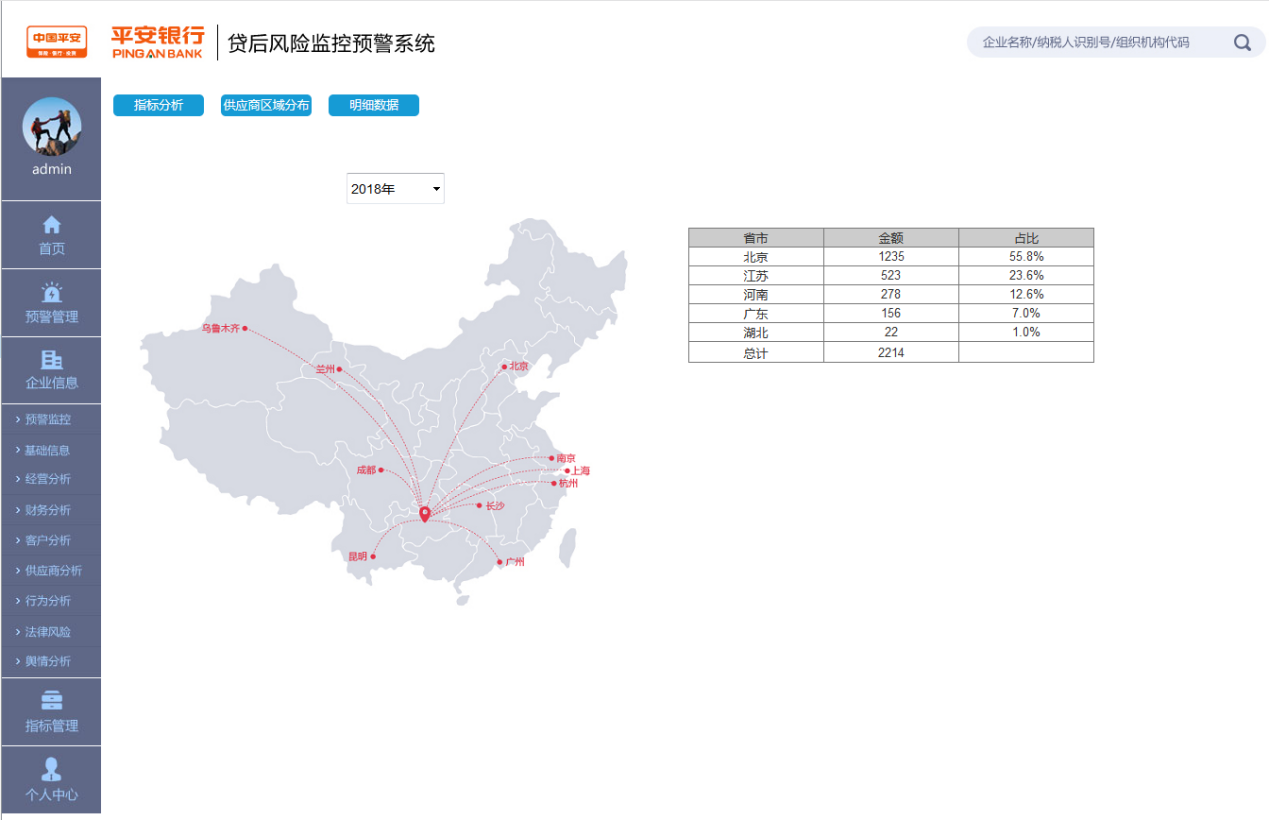 中国平安
保险·银行·投资
平安银行
PINGAN BANK
贷后风险监控预警系统
企业名称/纳税人识别号/组织机构代码
admin
首页
预警管理
企业信息
预警监控
基础信息
经营分析
财务分析
客户分析
供应商分析
行为分析
法律风险
舆情分析
指标管理
个人中心
指标分析 供应商区域分布 明细数据
2018年
乌鲁木齐
兰州
北京
成都
南京
上海
杭州
长沙
昆明
广州
省市 金额 占比
北京 1235 55.8%
江苏 523 23.6%
河南 278 12.6%
广东 156 7.0%
湖北 22 1.0%
总计 2214